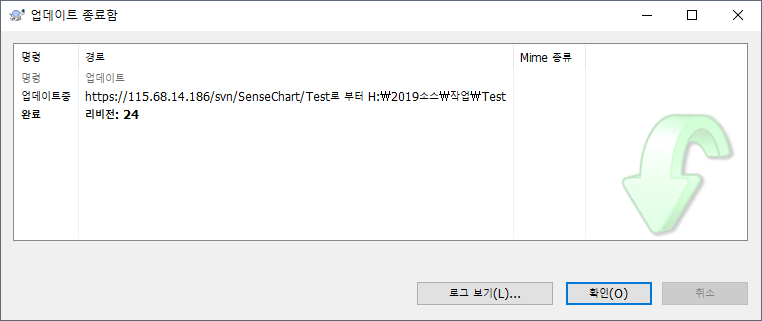 업데이트 종료함
명령 경로 Mime 종류
명령 업데이트
업데이트중 https://115.68.14.186/svn/SenseChart/Test로 부터 H:₩2019소스₩작업₩Test
완료 리비전: 24
로그 보기(L)... 확인(O) 취소